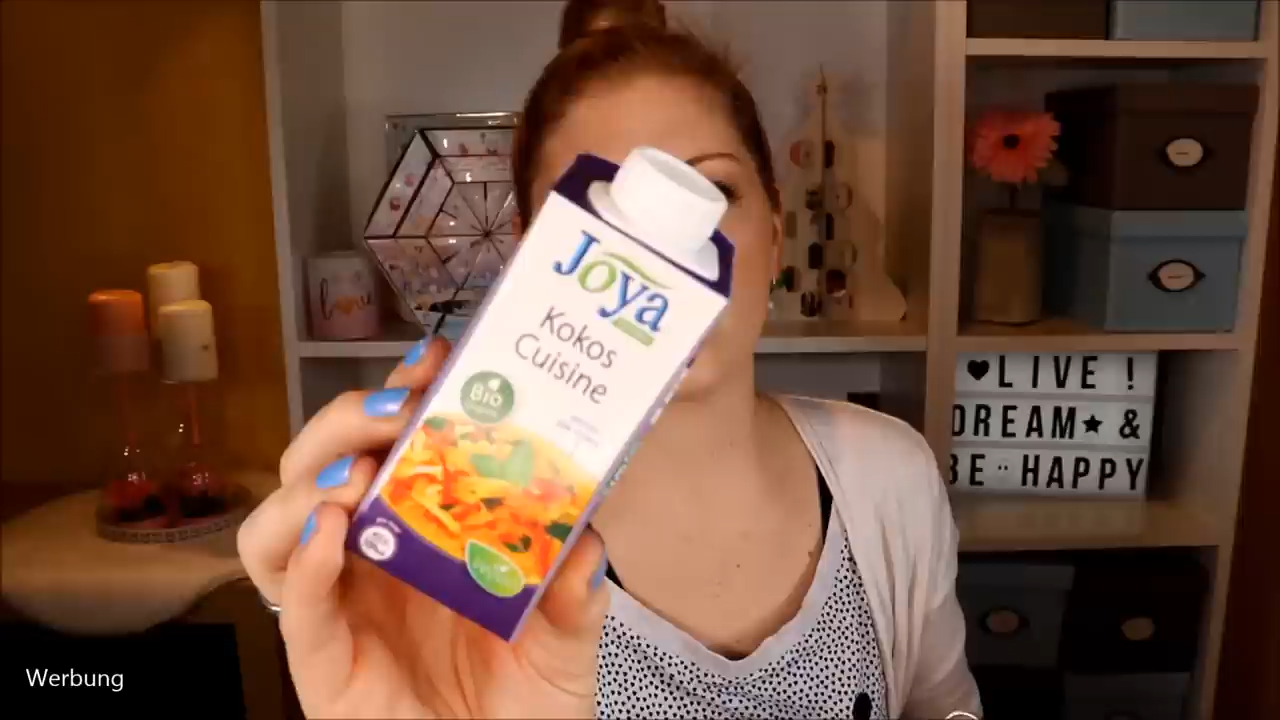 love
Joya
Kokos
Cuisine
Bio
♥LIVE!
DREAM★&
BE ·· HAPPY
Werbung